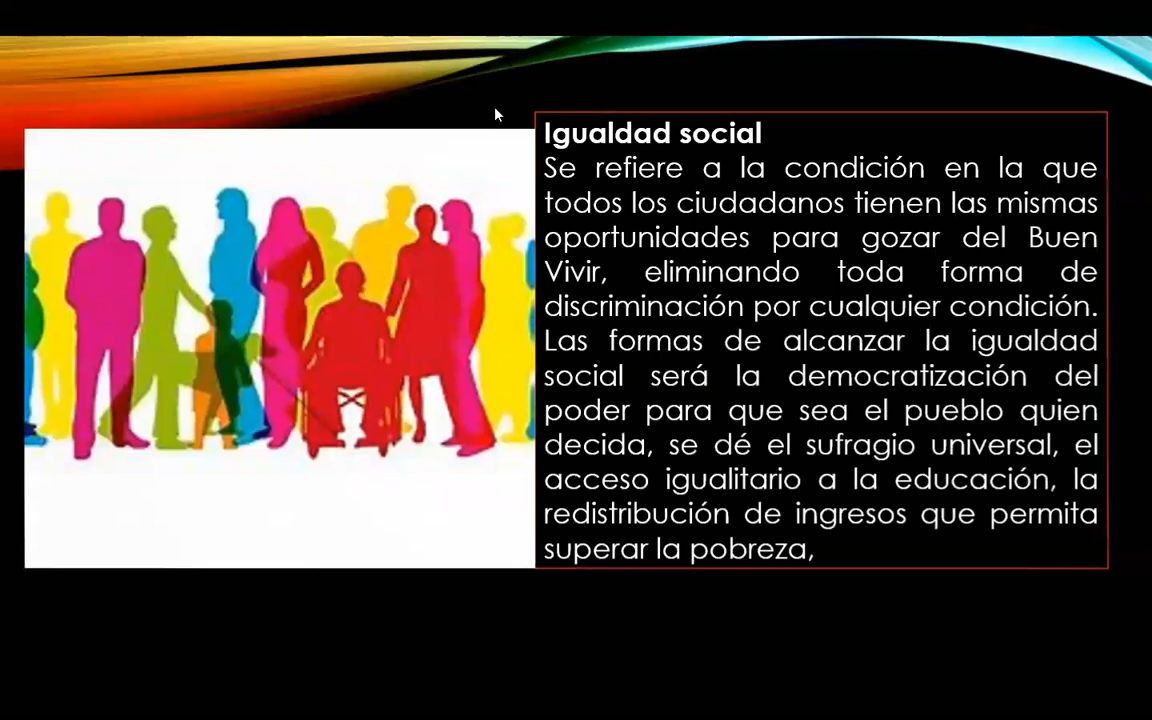 Igualdad social
Se refiere a la condición en la que
todos los ciudadanos tienen las mismas
oportunidades para gozar del Buen
Vivir, eliminando toda forma de
discriminación por cualquier condición.
Las formas de alcanzar la igualdad
social será la democratización del
poder para que sea el pueblo quien
decida, se dé el sufragio universal, el
acceso igualitario a la educación, la
redistribución de ingresos que permita
superar la pobreza,